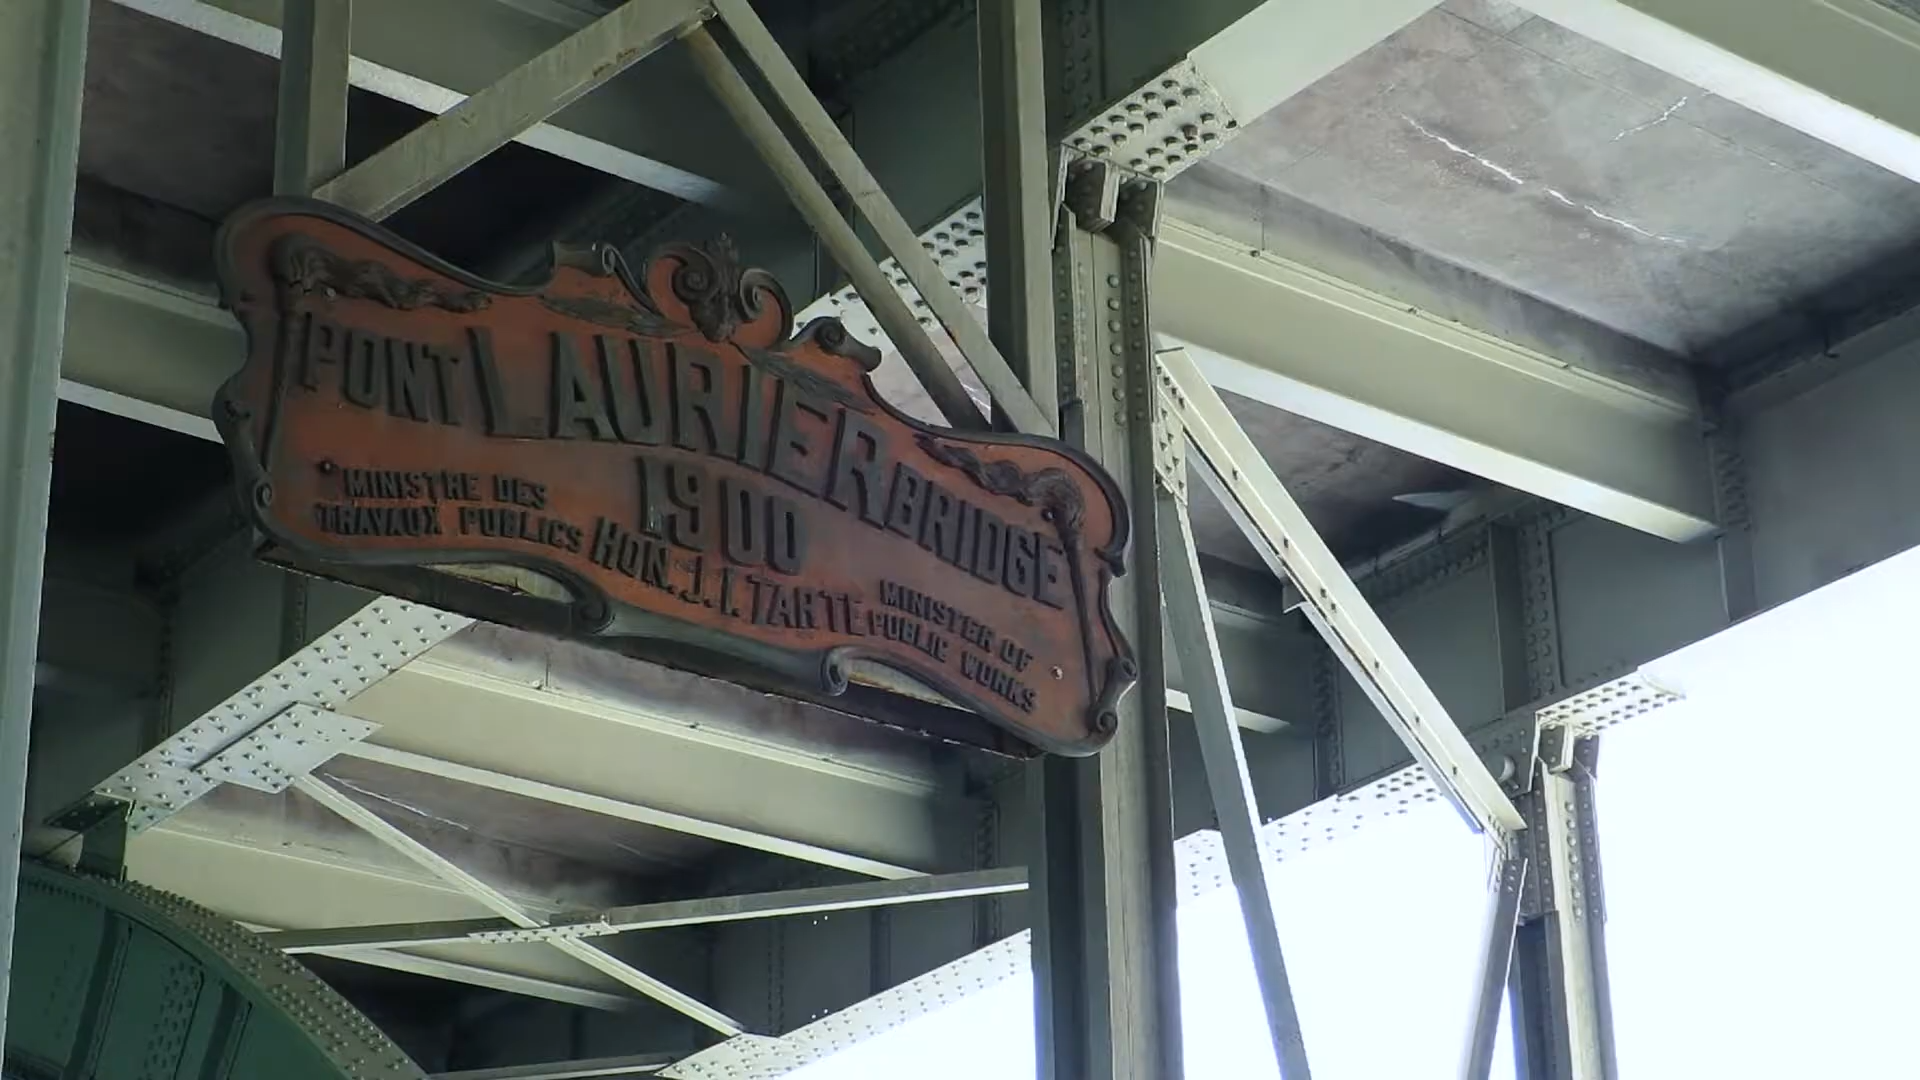 PONT LAURIER BRIDGE
1900
MINISTRE DES
TRAVAUX PUBLICS
HON. J. I. TARTE
MINISTER OF
PUBLIC WORKS